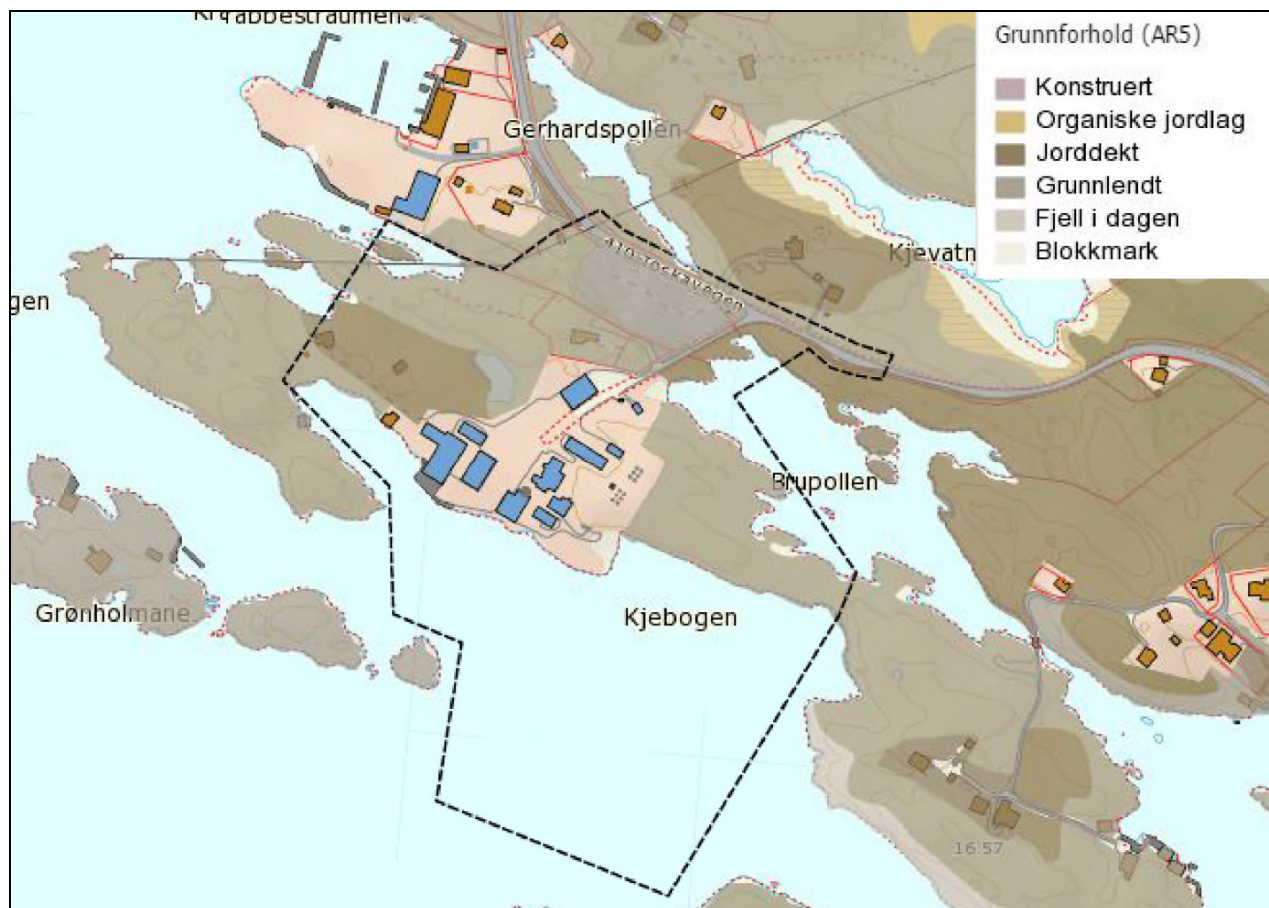 Grunnforhold (AR5)
Konstruert
Organiske jordlag
Jorddekt
Grunnlendt
Fjell i dagen
Blokkmark
Gerhardspollen
Kjevatn
gen
Brupollen
Grønholmane
Kjebogen
16.57